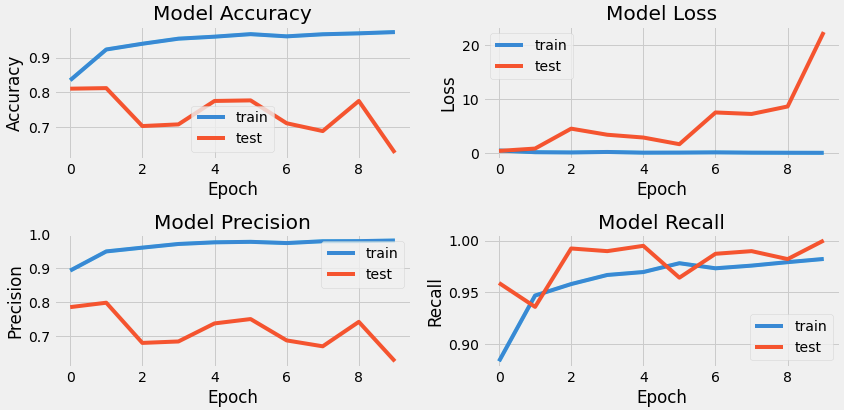 Model Accuracy
Accuracy
0.9
0.8
0.7
train
test
0 2 4 6 8
Epoch
Model Loss
Loss
20
10
0
train
test
0 2 4 6 8
Epoch
Model Precision
Precision
1.0
0.9
0.8
0.7
train
test
0 2 4 6 8
Epoch
Model Recall
Recall
1.00
0.95
0.90
train
test
0 2 4 6 8
Epoch